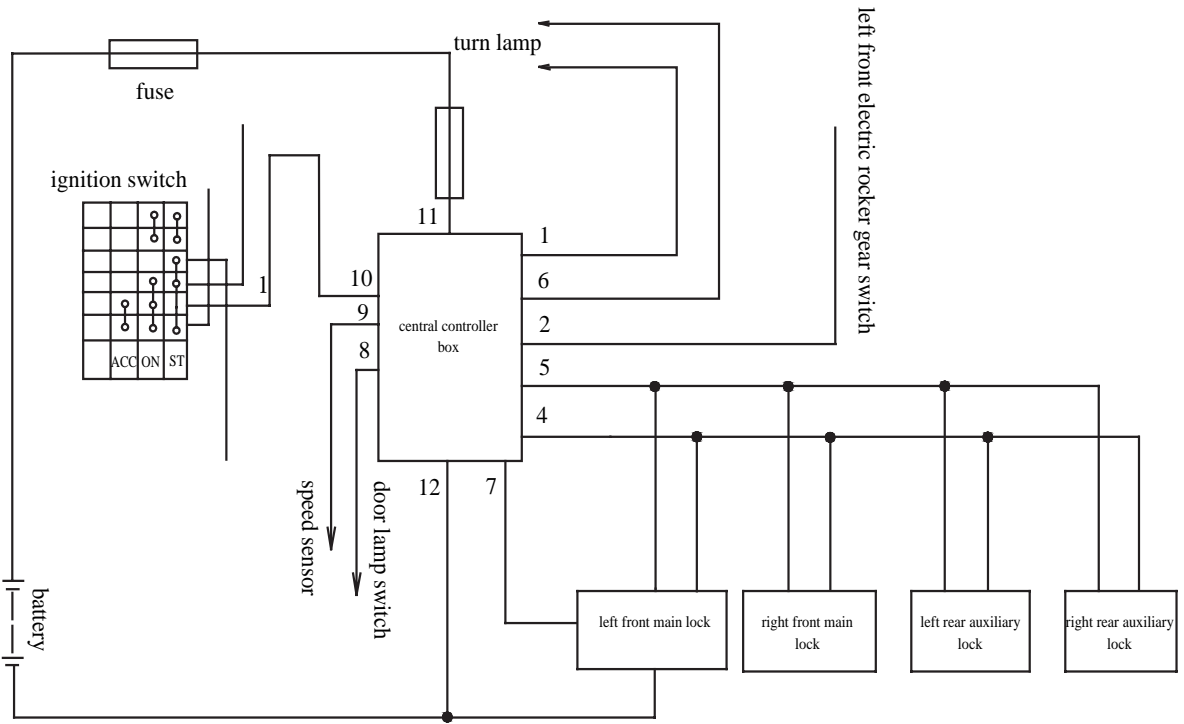 turn lamp
left front electric rocker gear switch
fuse
ignition switch
11
1
10
1
6
9
central controller
box
2
8
ACC ON ST
5
4
12
7
speed sensor
door lamp switch
battery
left front main lock
right front main
lock
left rear auxiliary
lock
right rear auxiliary
lock